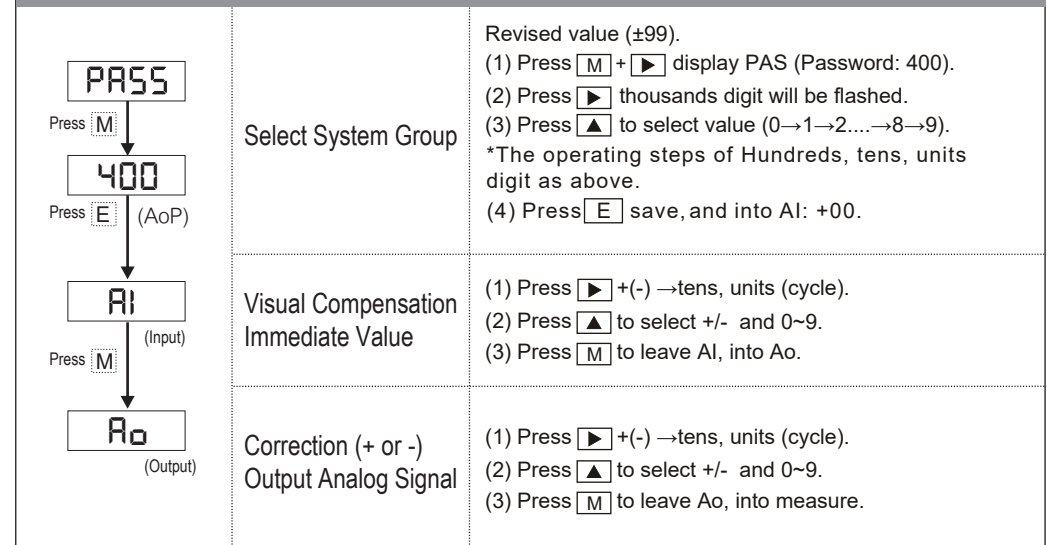 PASS
Press M
400
Press E (AoP)
AI
(Input)
Press M
Ao
(Output)
Select System Group
Revised value (±99).
(1) Press M + ▶ display PAS (Password: 400).
(2) Press ▶ thousands digit will be flashed.
(3) Press ▲ to select value (0→1→2....→8→9).
*The operating steps of Hundreds, tens, units
digit as above.
(4) Press E save, and into AI: +00.
Visual Compensation
Immediate Value
(1) Press ▶ +(-) →tens, units (cycle).
(2) Press ▲ to select +/- and 0~9.
(3) Press M to leave AI, into Ao.
Correction (+ or -)
Output Analog Signal
(1) Press ▶ +(-) →tens, units (cycle).
(2) Press ▲ to select +/- and 0~9.
(3) Press M to leave Ao, into measure.